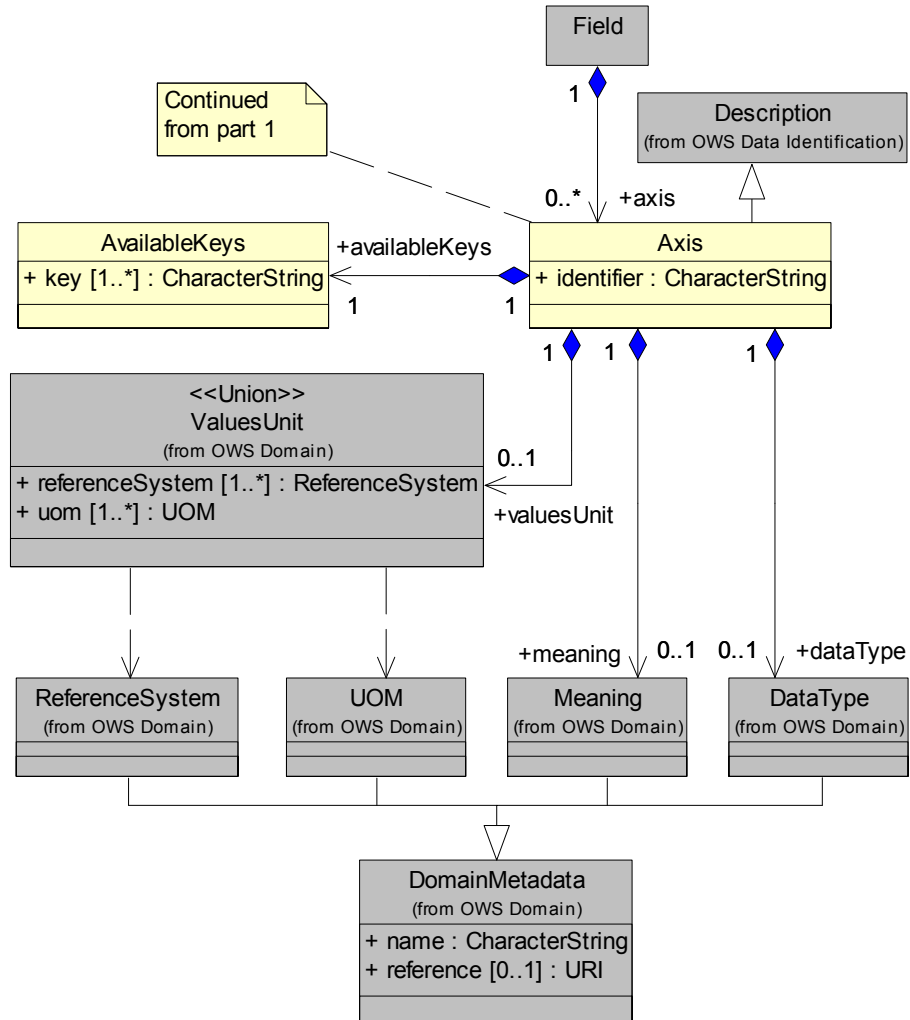 Field
1
Continued
from part 1
Description
(from OWS Data Identification)
0..*
+axis
AvailableKeys
+ key [1..*] : CharacterString
+availableKeys
1
1
Axis
+ identifier : CharacterString
1
1
1
<<Union>>
ValuesUnit
(from OWS Domain)
+ referenceSystem [1..*] : ReferenceSystem
+ uom [1..*] : UOM
0..1
+valuesUnit
+meaning
0..1
0..1
+dataType
ReferenceSystem
(from OWS Domain)
UOM
(from OWS Domain)
Meaning
(from OWS Domain)
DataType
(from OWS Domain)
DomainMetadata
(from OWS Domain)
+ name : CharacterString
+ reference [0..1] : URI